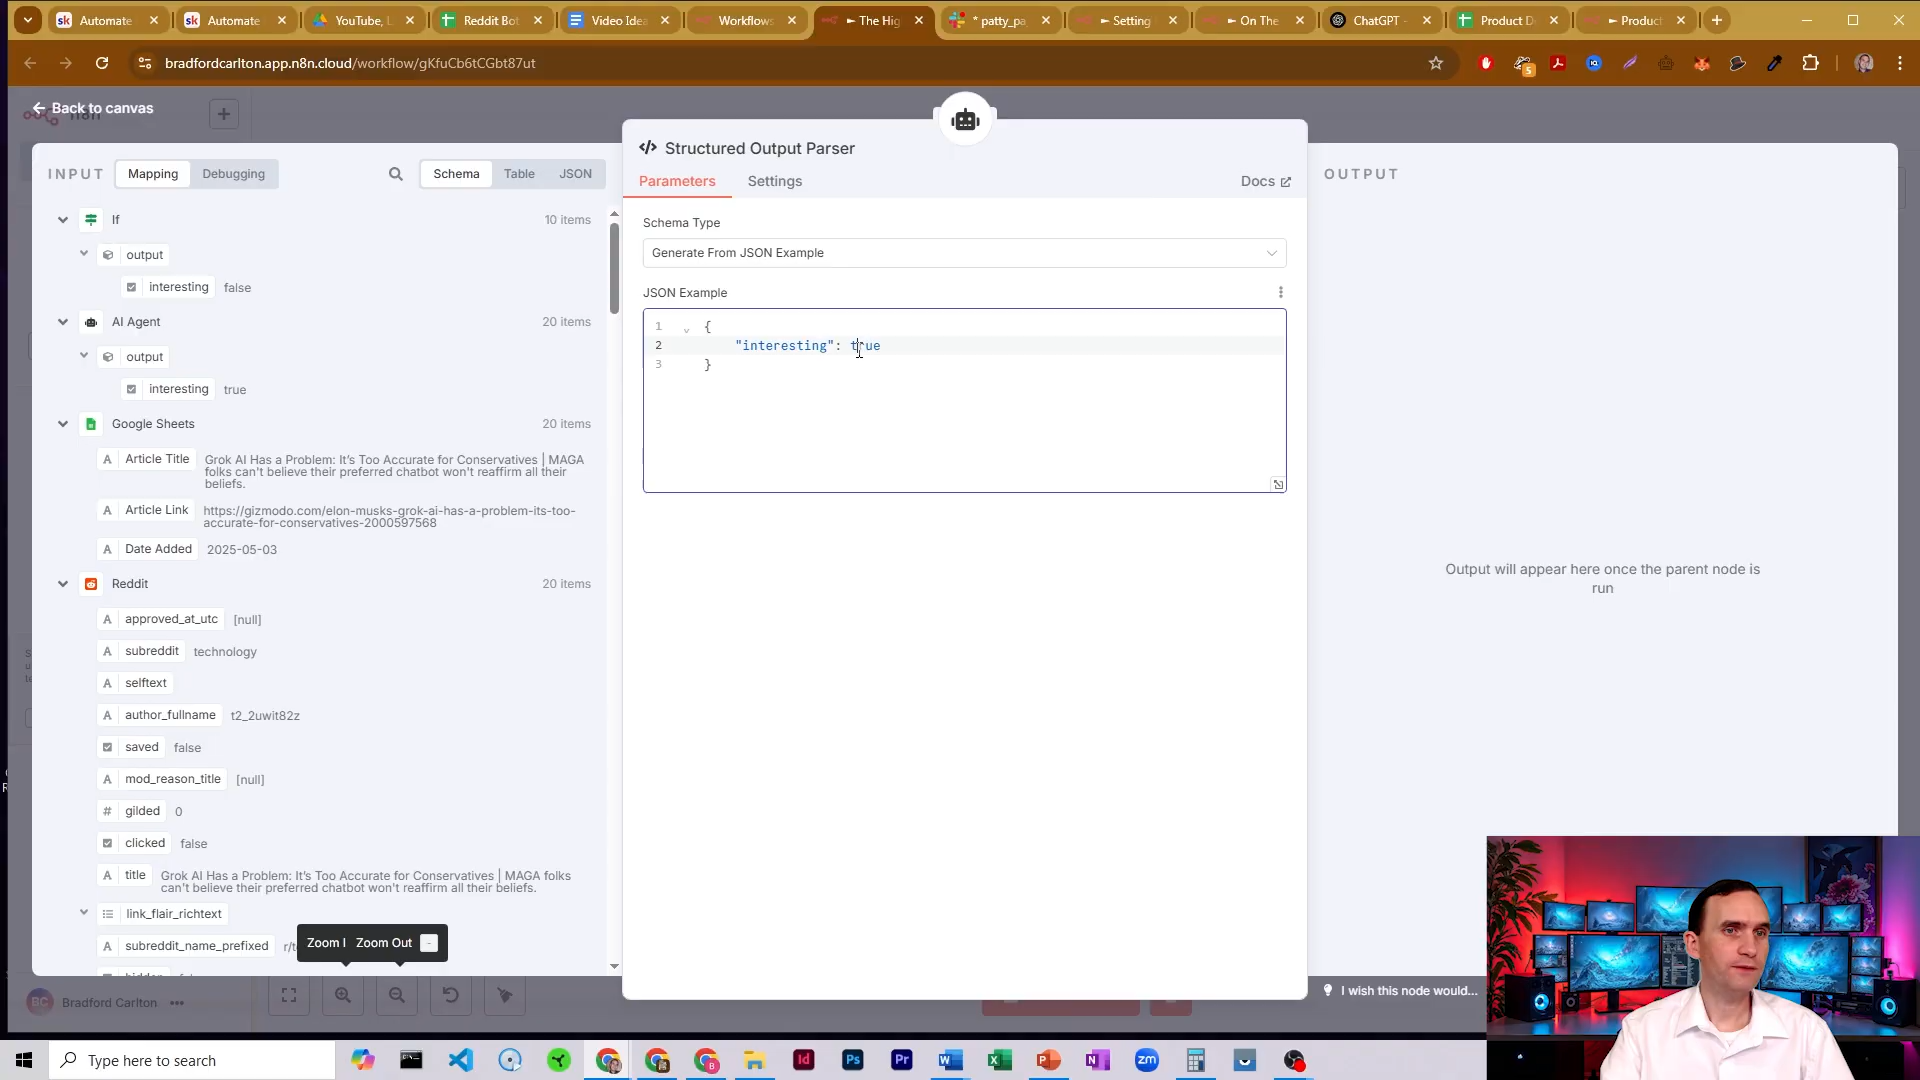 Automate
Automate
YouTube, L
Reddit Bot
Video Idea
Workflows
► The Hig
* patty_pa
► Setting
► On The
ChatGPT -
Product D
► Product
bradfordcarlton.app.n8n.cloud/workflow/gKfuCb6tCGbt87ut
5
Back to canvas
INPUT
Mapping
Debugging
Schema
Table
JSON
If
10 items
output
interesting
false
AI Agent
20 items
output
interesting
true
Google Sheets
20 items
A Article Title
Grok AI Has a Problem: It's Too Accurate for Conservatives | MAGA
folks can't believe their preferred chatbot won't reaffirm all their
beliefs.
A Article Link
https://gizmodo.com/elon-musks-grok-ai-has-a-problem-its-too-
accurate-for-conservatives-2000597568
A Date Added
2025-05-03
Reddit
20 items
A approved_at_utc
[null]
A subreddit
technology
A selftext
A author_fullname
t2_2uwit82z
saved
false
A mod_reason_title
[null]
# gilded
0
clicked
false
A title
Grok AI Has a Problem: It's Too Accurate for Conservatives | MAGA folks
can't believe their preferred chatbot won't reaffirm all their beliefs.
link_flair_richtext
A subreddit_name_prefixed
Zoom I
Zoom Out
-
BC
Bradford Carlton
Structured Output Parser
Parameters
Settings
Docs
Schema Type
Generate From JSON Example
JSON Example
1 {
2 "interesting": true
3 }
OUTPUT
Output will appear here once the parent node is
run
I wish this node would...
Type here to search